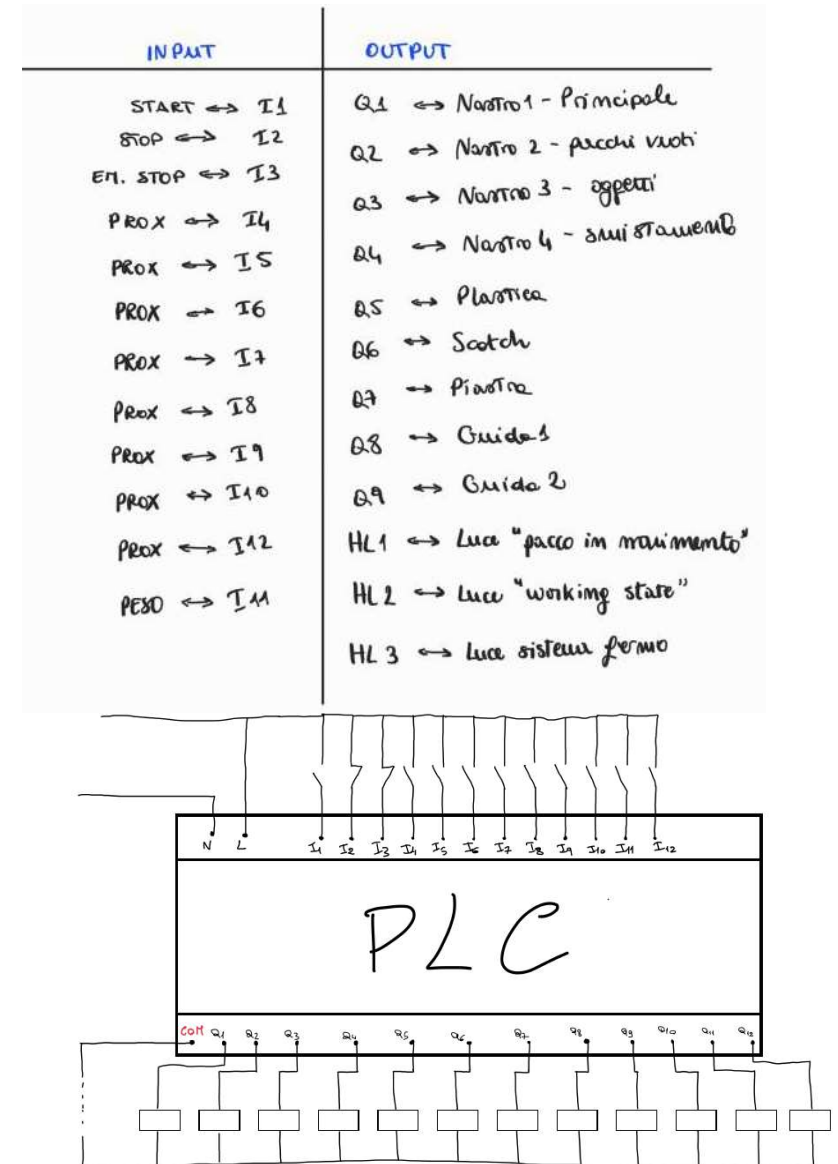 INPUT
OUTPUT
START ↔ I1
STOP ↔ I2
EM. STOP ↔ I3
PROX ↔ I4
PROX ↔ I5
PROX ↔ I6
PROX ↔ I7
PROX ↔ I8
PROX ↔ I9
PROX ↔ I10
PROX ↔ I12
PESO ↔ I11
Q1 ↔ Nastro 1 - Principale
Q2 ↔ Nastro 2 - pacchi vuoti
Q3 ↔ Nastro 3 - oggetti
Q4 ↔ Nastro 4 - smistamento
Q5 ↔ Plastica
Q6 ↔ Scotch
Q7 ↔ Piastra
Q8 ↔ Guida 1
Q9 ↔ Guida 2
HL1 ↔ Luce "pacco in movimento"
HL2 ↔ Luce "working state"
HL3 ↔ Luce sistema fermo
N L I1 I2 I3 I4 I5 I6 I7 I8 I9 I10 I11 I12
PLC
COM Q1 Q2 Q3 Q4 Q5 Q6 Q7 Q8 Q9 Q10 Q11 Q12